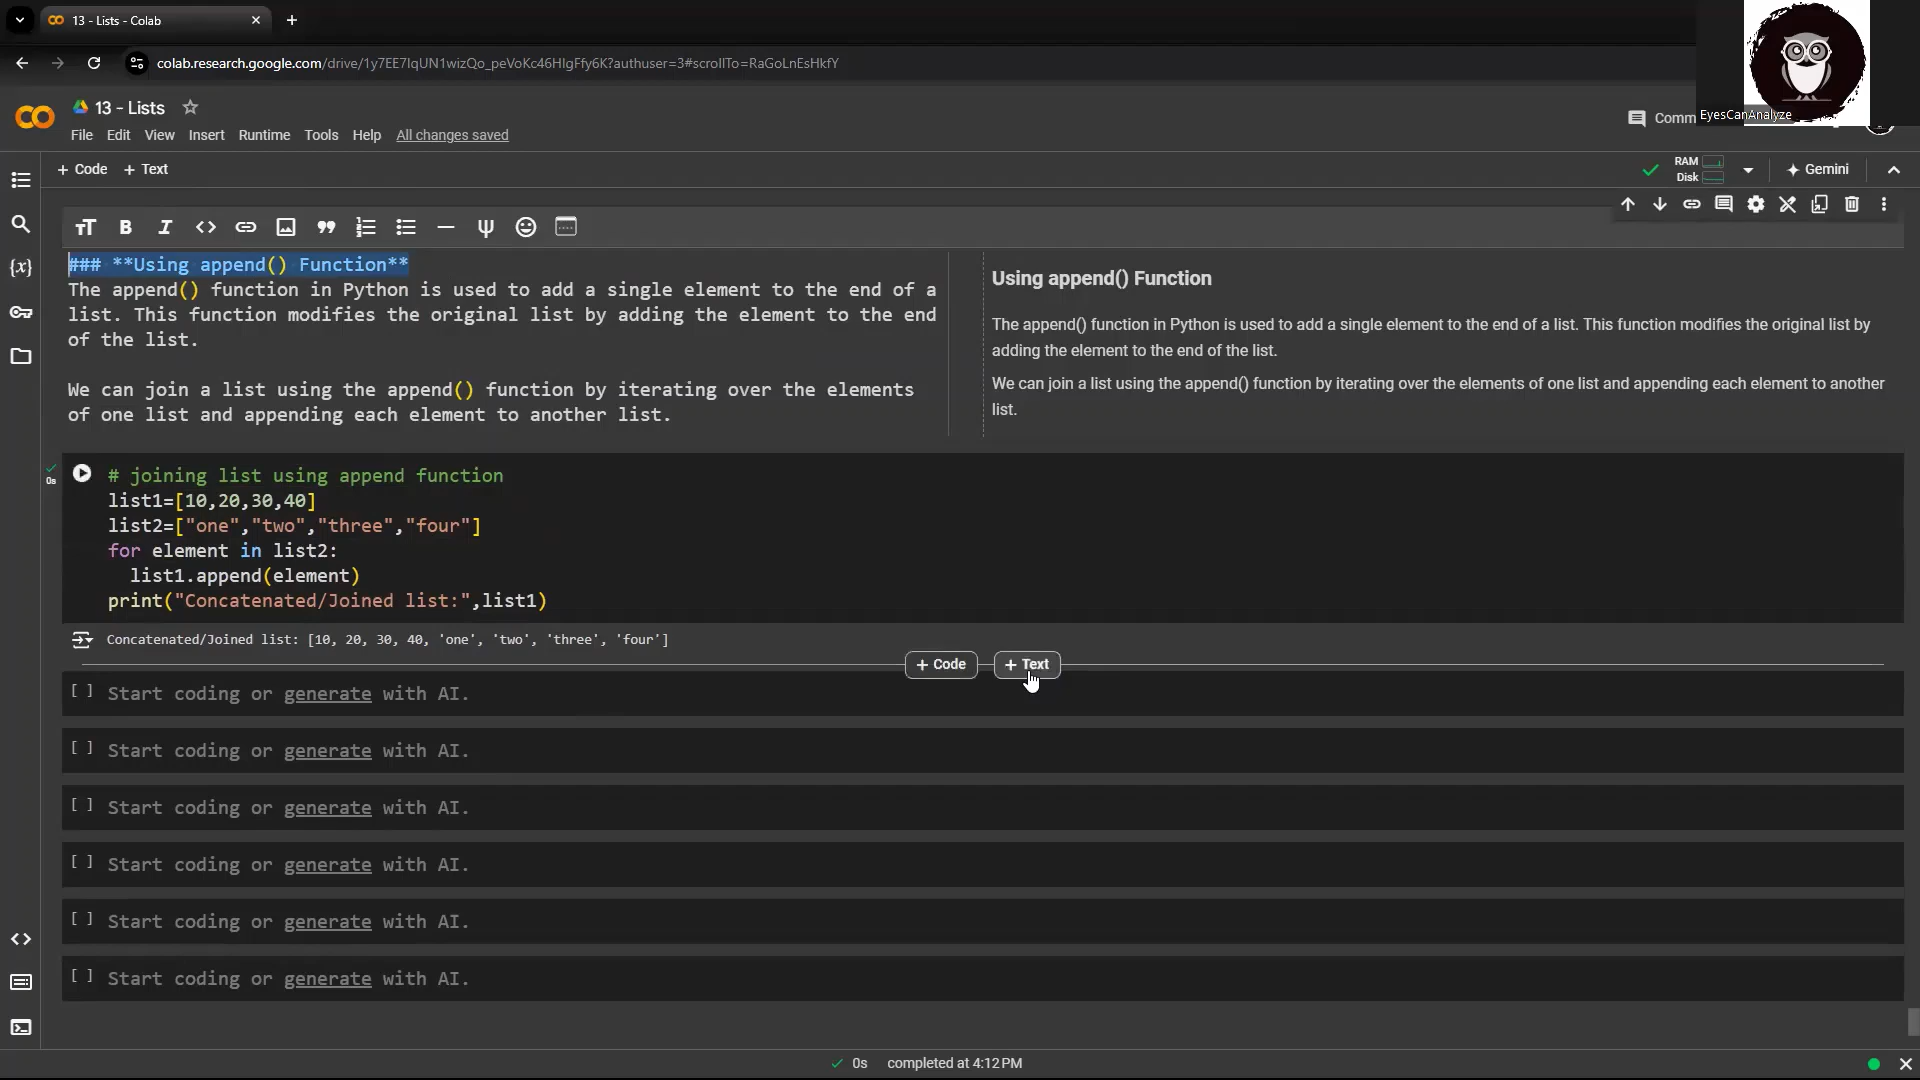 13 - Lists - Colab
colab.research.google.com/drive/1y7EE7IqUN1wizQo_peVoKc46HIgFfy6K?authuser=3#scrollTo=RaGoLnEsHkfY
EyesCanAnalyze
13 - Lists
File Edit View Insert Runtime Tools Help All changes saved
Comm
+ Code + Text
RAM
Disk
Gemini
### **Using append() Function**
The append() function in Python is used to add a single element to the end of a
list. This function modifies the original list by adding the element to the end
of the list.
We can join a list using the append() function by iterating over the elements
of one list and appending each element to another list.
Using append() Function
The append() function in Python is used to add a single element to the end of a list. This function modifies the original list by
adding the element to the end of the list.
We can join a list using the append() function by iterating over the elements of one list and appending each element to another
list.
0s
# joining list using append function
list1=[10,20,30,40]
list2=["one","two","three","four"]
for element in list2:
  list1.append(element)
print("Concatenated/Joined list:",list1)
Concatenated/Joined list: [10, 20, 30, 40, 'one', 'two', 'three', 'four']
+ Code + Text
[ ] Start coding or generate with AI.
[ ] Start coding or generate with AI.
[ ] Start coding or generate with AI.
[ ] Start coding or generate with AI.
[ ] Start coding or generate with AI.
[ ] Start coding or generate with AI.
0s completed at 4:12 PM